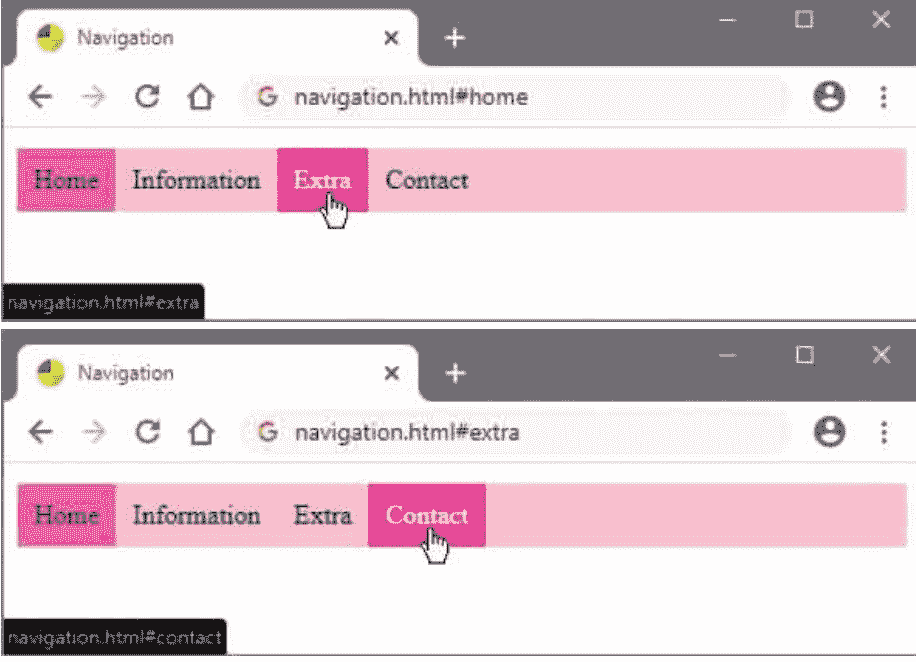 Navigation
navigation.html#home
Home Information Extra Contact
navigation.html#extra
Navigation
navigation.html#extra
Home Information Extra Contact
navigation.html#contact